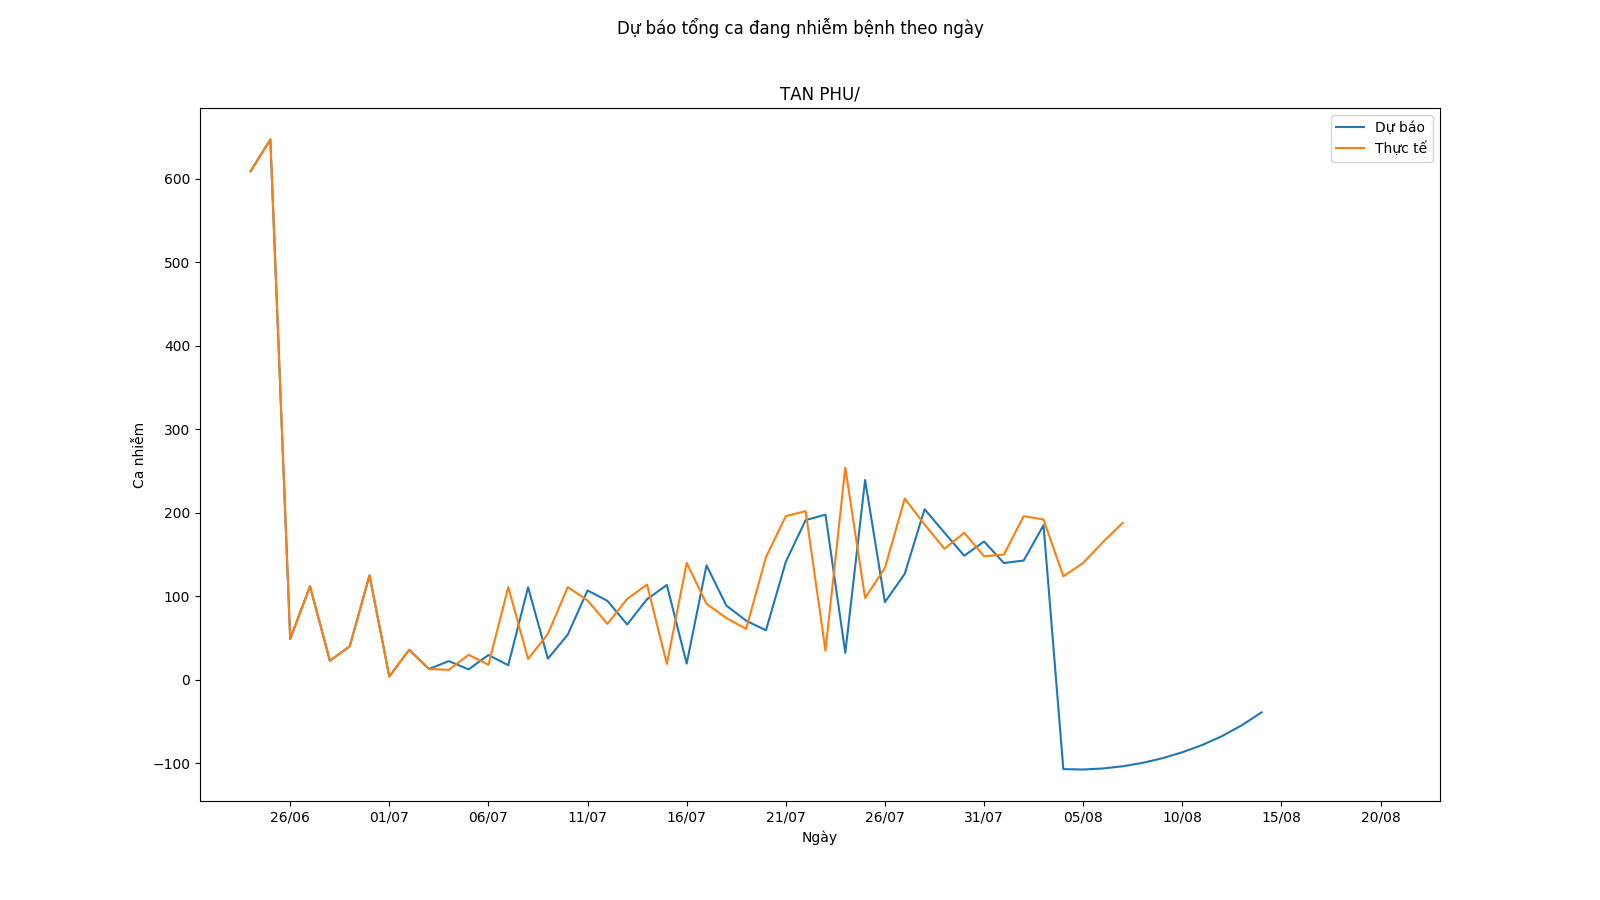 Dự báo tổng ca đang nhiễm bệnh theo ngày
TAN PHU/
Dự báo
Thực tế
600
500
400
300
200
100
0
−100
Ca nhiễm
26/06 01/07 06/07 11/07 16/07 21/07 26/07 31/07 05/08 10/08 15/08 20/08
Ngày